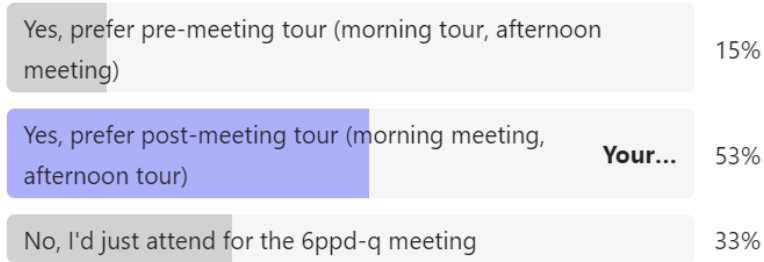 Yes, prefer pre-meeting tour (morning tour, afternoon
meeting)
15%
Yes, prefer post-meeting tour (morning meeting,
afternoon tour)
Your...
53%
No, I'd just attend for the 6ppd-q meeting
33%